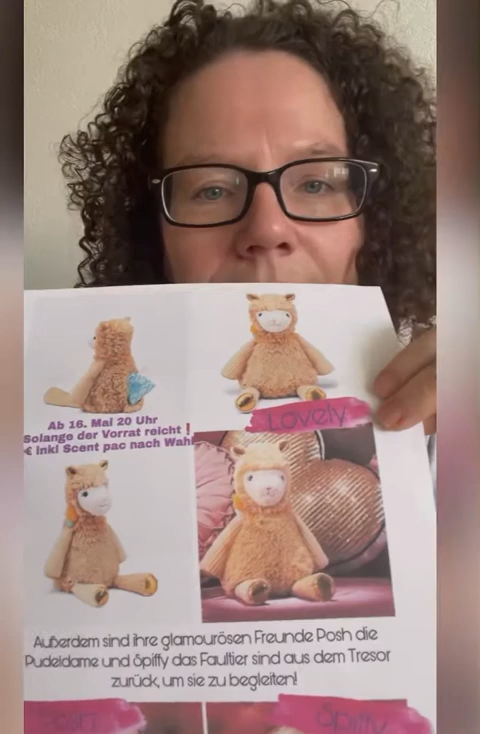 Ab 16. Mai 20 Uhr
Solange der Vorrat reicht!
€ inkl Scent pac nach Wahl
Lovely
Außerdem sind ihre glamourösen Freunde Posh die
Pudeldame und Spiffy das Faultier sind aus dem Tresor
zurück, um sie zu begleiten!
Posh
Spiffy